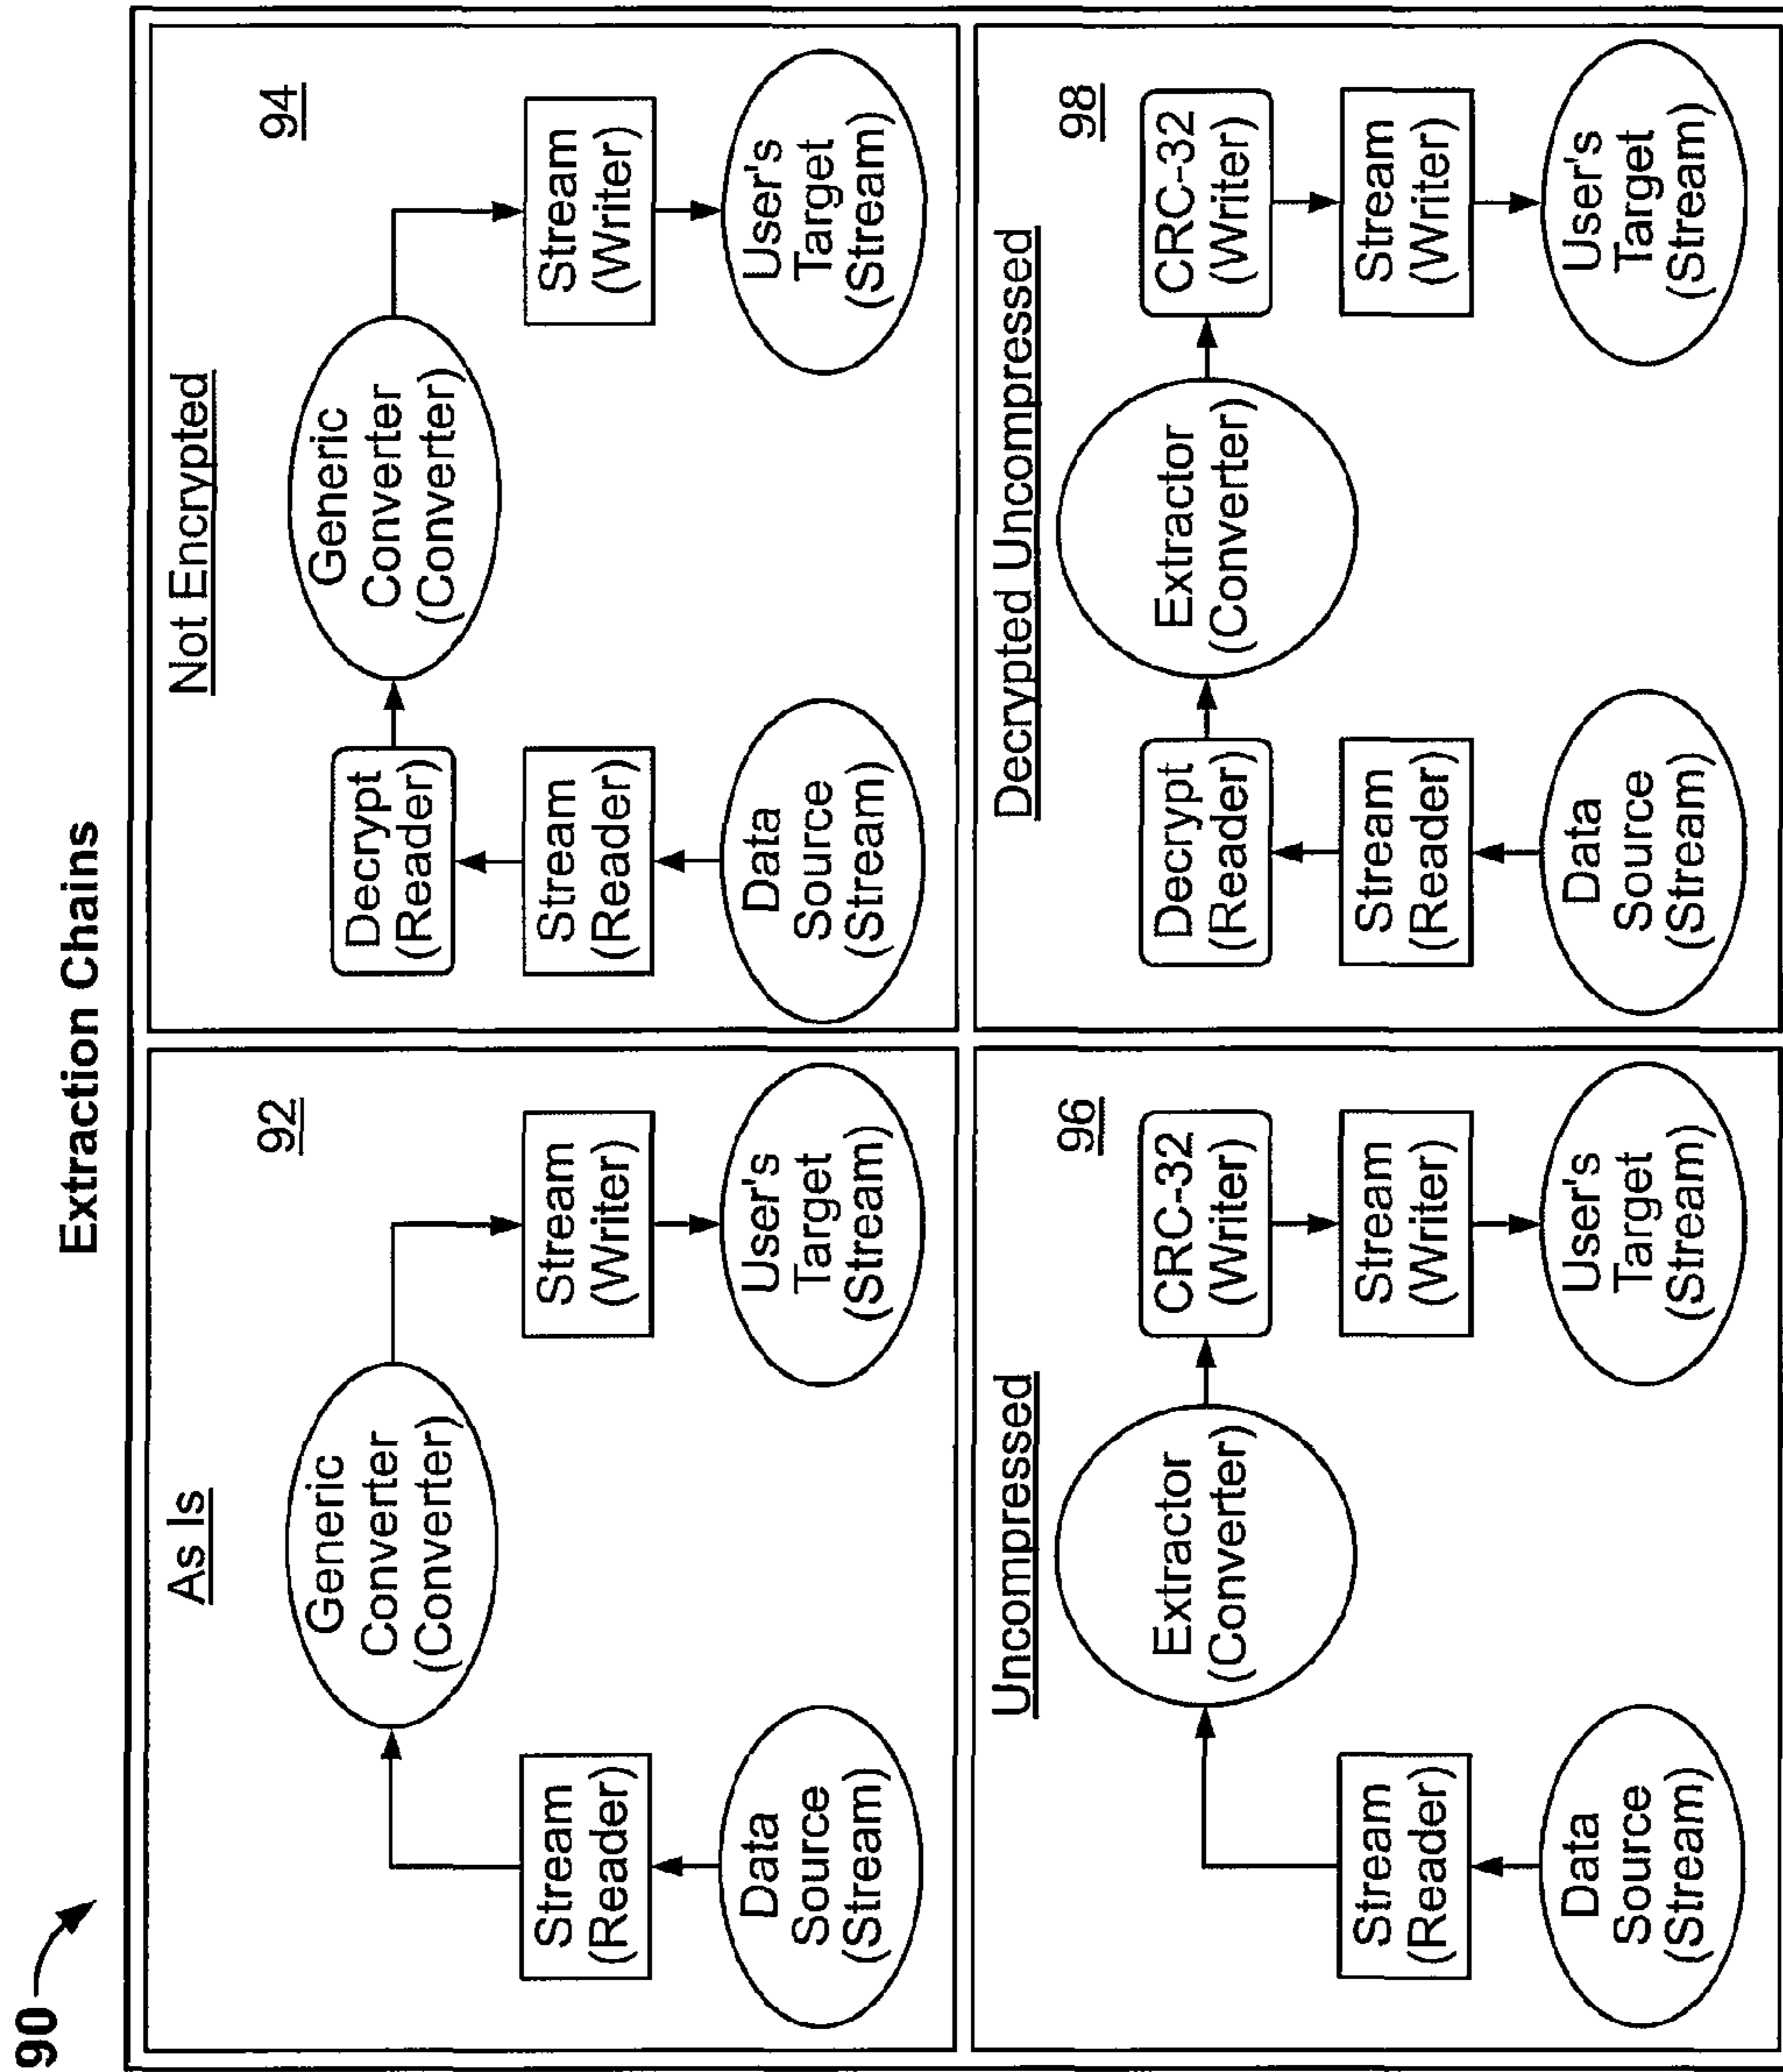 90
Extraction Chains
As Is
92
Generic
Converter
(Converter)
Stream
(Reader)
Stream
(Writer)
Data
Source
(Stream)
User's
Target
(Stream)
Not Encrypted
94
Decrypt
(Reader)
Generic
Converter
(Converter)
Stream
(Reader)
Stream
(Writer)
Data
Source
(Stream)
User's
Target
(Stream)
Uncompressed
96
Extractor
(Converter)
CRC-32
(Writer)
Stream
(Reader)
Stream
(Writer)
Data
Source
(Stream)
User's
Target
(Stream)
Decrypted Uncompressed
98
Decrypt
(Reader)
Extractor
(Converter)
CRC-32
(Writer)
Stream
(Reader)
Stream
(Writer)
Data
Source
(Stream)
User's
Target
(Stream)